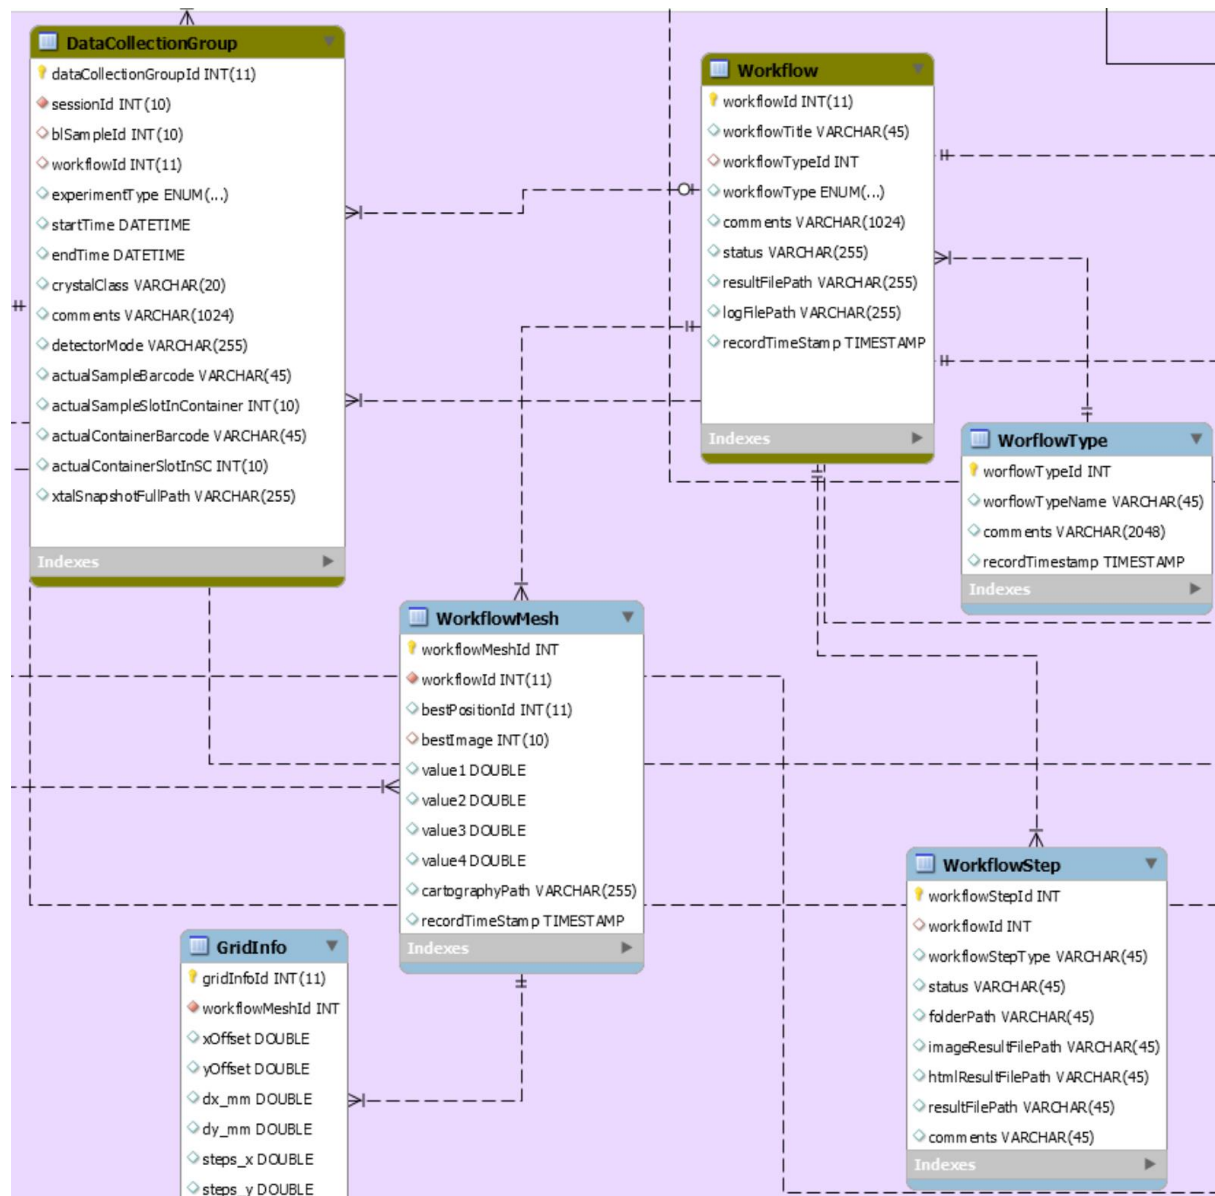 DataCollectionGroup
dataCollectionGroupId INT(11)
sessionId INT(10)
blSampleId INT(10)
workflowId INT(11)
experimentType ENUM(...)
startTime DATETIME
endTime DATETIME
crystalClass VARCHAR(20)
comments VARCHAR(1024)
detectorMode VARCHAR(255)
actualSampleBarcode VARCHAR(45)
actualSampleSlotInContainer INT(10)
actualContainerBarcode VARCHAR(45)
actualContainerSlotInSC INT(10)
xtalSnapshotFullPath VARCHAR(255)
Indexes
Workflow
workflowId INT(11)
workflowTitle VARCHAR(45)
workflowTypeId INT
workflowType ENUM(...)
comments VARCHAR(1024)
status VARCHAR(255)
resultFilePath VARCHAR(255)
logFilePath VARCHAR(255)
recordTimeStamp TIMESTAMP
Indexes
WorflowType
worflowTypeId INT
worflowTypeName VARCHAR(45)
comments VARCHAR(2048)
recordTimestamp TIMESTAMP
Indexes
WorkflowMesh
workflowMeshId INT
workflowId INT(11)
bestPositionId INT(11)
bestImage INT(10)
value1 DOUBLE
value2 DOUBLE
value3 DOUBLE
value4 DOUBLE
cartographyPath VARCHAR(255)
recordTimeStamp TIMESTAMP
Indexes
WorkflowStep
workflowStepId INT
workflowId INT
workflowStepType VARCHAR(45)
status VARCHAR(45)
folderPath VARCHAR(45)
imageResultFilePath VARCHAR(45)
htmlResultFilePath VARCHAR(45)
resultFilePath VARCHAR(45)
comments VARCHAR(45)
Indexes
GridInfo
gridInfoId INT(11)
workflowMeshId INT
xOffset DOUBLE
yOffset DOUBLE
dx_mm DOUBLE
dy_mm DOUBLE
steps_x DOUBLE
steps_y DOUBLE